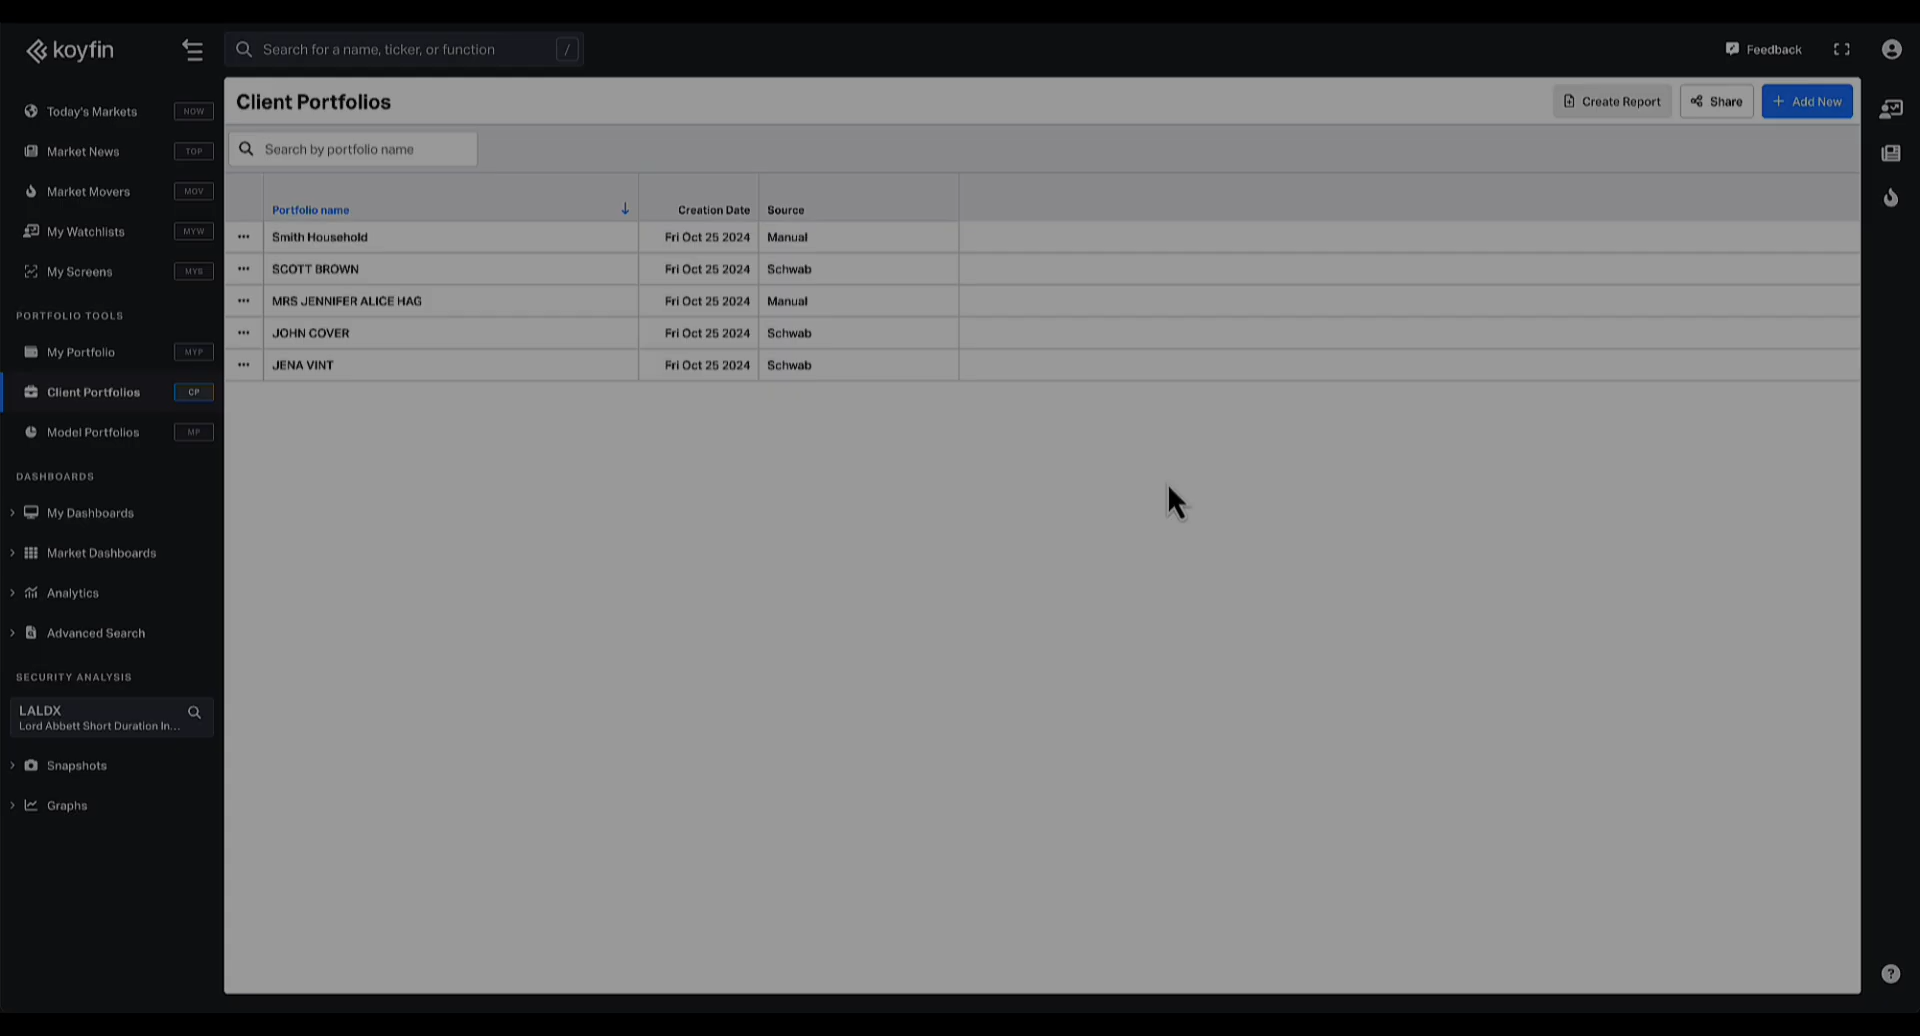 koyfin
Search for a name, ticker, or function
/
Feedback
Today's Markets NOW
Market News TOP
Market Movers MOV
My Watchlists MYW
My Screens MYS
PORTFOLIO TOOLS
My Portfolio MYP
Client Portfolios CP
Model Portfolios MP
DASHBOARDS
My Dashboards
Market Dashboards
Analytics
Advanced Search
SECURITY ANALYSIS
LALDX
Lord Abbett Short Duration In...
Snapshots
Graphs
Client Portfolios
Create Report
Share
+ Add New
Search by portfolio name
Portfolio name Creation Date Source
Smith Household Fri Oct 25 2024 Manual
SCOTT BROWN Fri Oct 25 2024 Schwab
MRS JENNIFER ALICE HAG Fri Oct 25 2024 Manual
JOHN COVER Fri Oct 25 2024 Schwab
JENA VINT Fri Oct 25 2024 Schwab
?